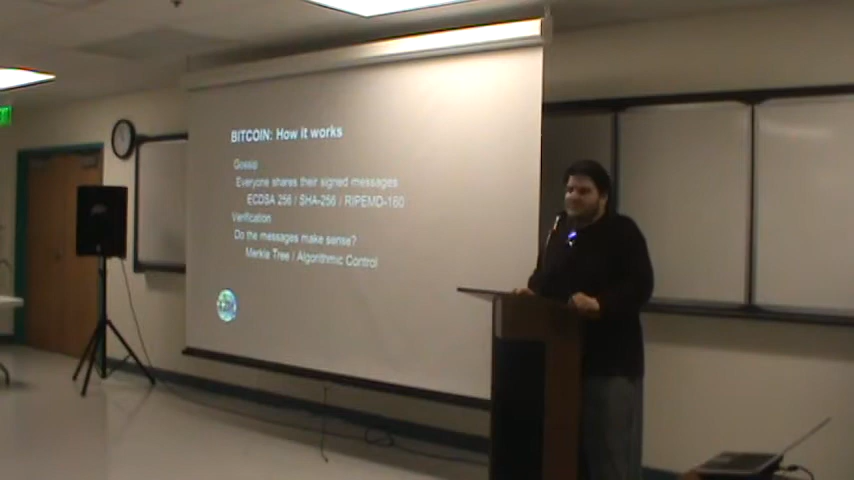 BITCOIN: How it works
Gossip
Everyone shares their signed messages
ECDSA 256 / SHA-256 / RIPEMD-160
Verification
Do the messages make sense?
Merkle Tree / Algorithmic Control